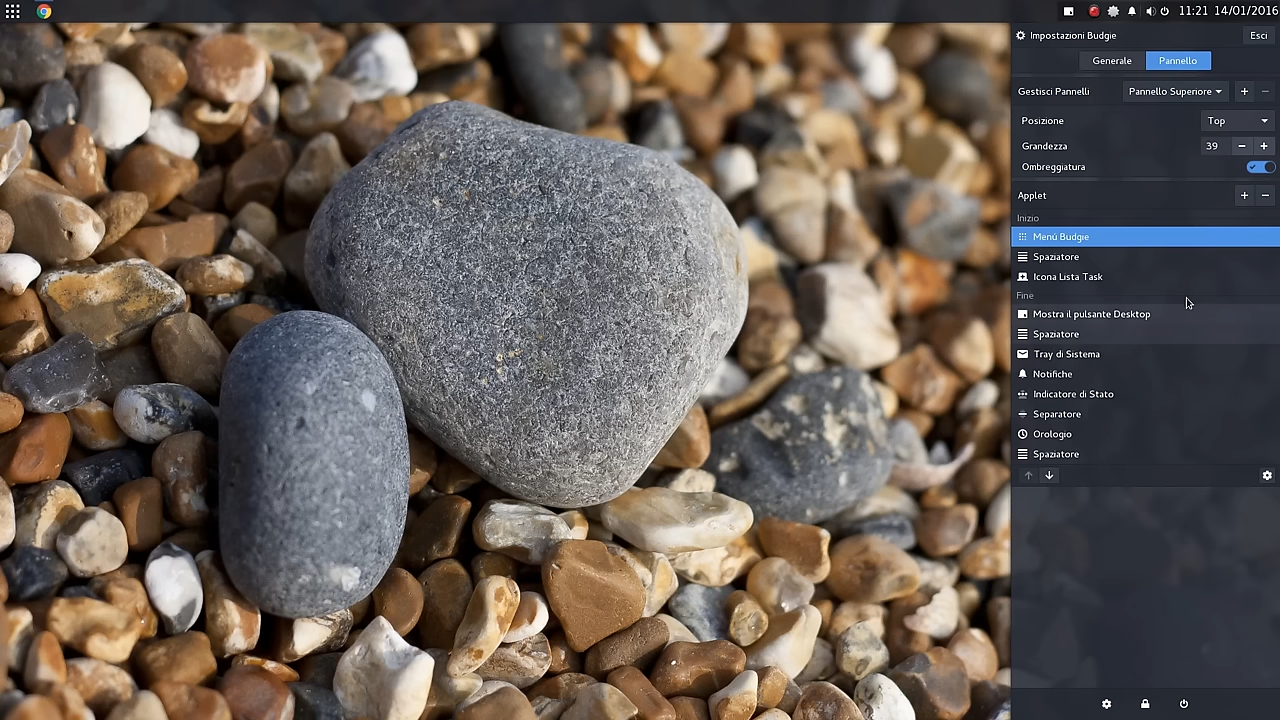 11:21 14/01/2016
Impostazioni Budgie
Esci
Generale
Pannello
Gestisci Pannelli
Pannello Superiore
Posizione
Top
Grandezza
39
Ombreggiatura
Applet
Inizio
Menù Budgie
Spaziatore
Icona Lista Task
Fine
Mostra il pulsante Desktop
Spaziatore
Tray di Sistema
Notifiche
Indicatore di Stato
Separatore
Orologio
Spaziatore